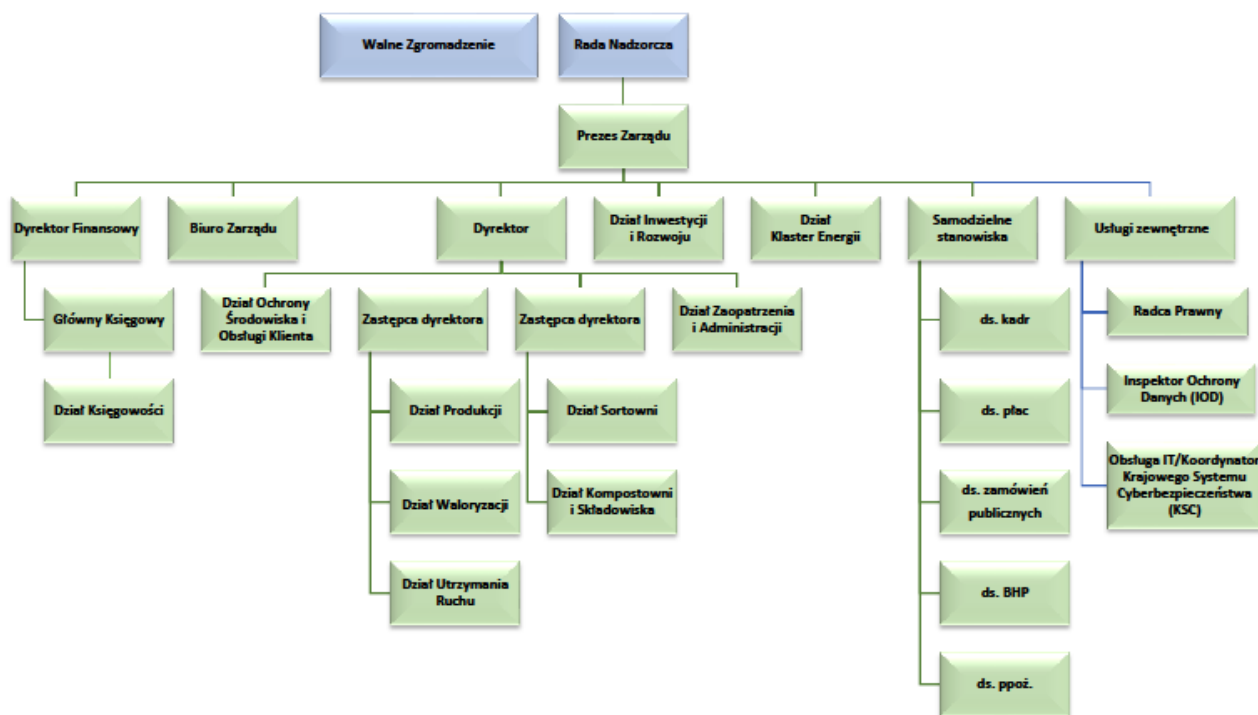 Walne Zgromadzenie
Rada Nadzorcza
Prezes Zarządu
Dyrektor Finansowy
Biuro Zarządu
Dyrektor
Dział Inwestycji
i Rozwoju
Dział
Klaster Energii
Samodzielne
stanowiska
Usługi zewnętrzne
Główny Księgowy
Dział Ochrony
Środowiska i
Obsługi Klienta
Zastępca dyrektora
Zastępca dyrektora
Dział Zaopatrzenia
i Administracji
ds. kadr
Radca Prawny
Dział Księgowości
Dział Produkcji
Dział Sortowni
ds. płac
Inspektor Ochrony
Danych (IOD)
Dział Waloryzacji
Dział Kompostowni
i Składowiska
ds. zamówień
publicznych
Obsługa IT/Koordynator
Krajowego Systemu
Cyberbezpieczeństwa
(KSC)
Dział Utrzymania
Ruchu
ds. BHP
ds. ppoż.